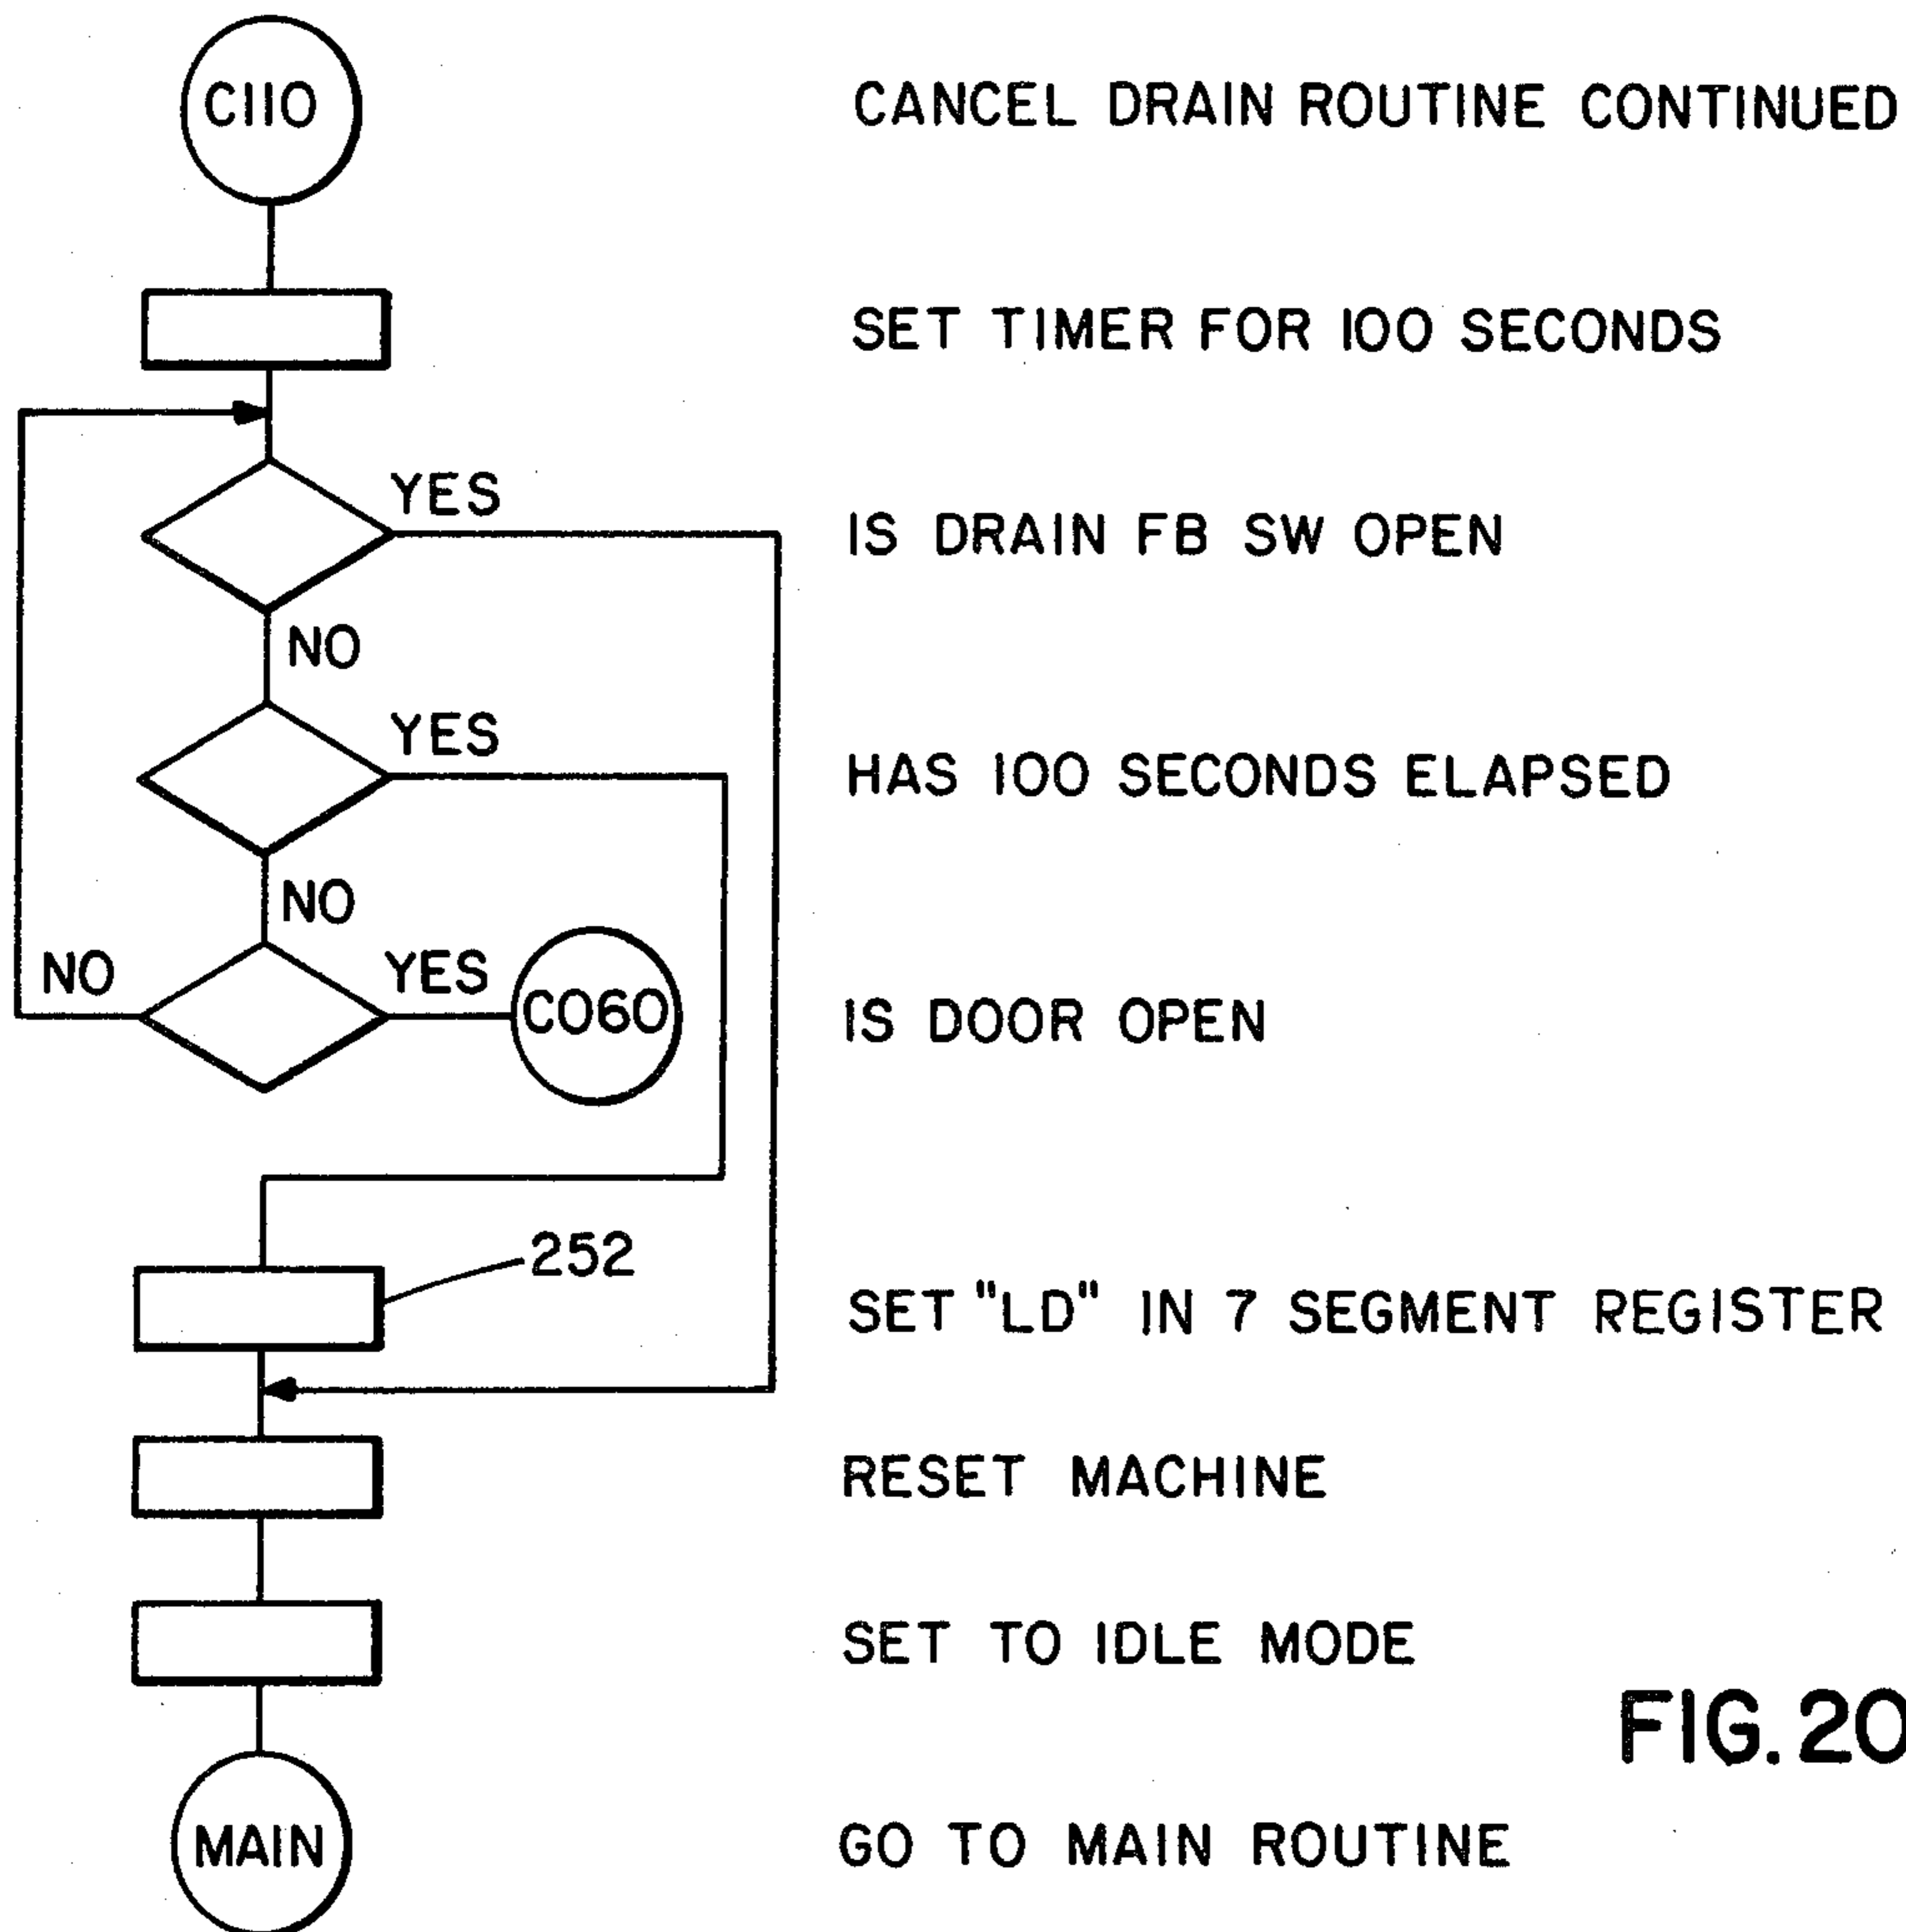 C110 CANCEL DRAIN ROUTINE CONTINUED
SET TIMER FOR 100 SECONDS
YES
IS DRAIN FB SW OPEN
NO
YES
HAS 100 SECONDS ELAPSED
NO
NO YES
C060 IS DOOR OPEN
252
SET "LD" IN 7 SEGMENT REGISTER
RESET MACHINE
SET TO IDLE MODE
FIG. 20
MAIN GO TO MAIN ROUTINE